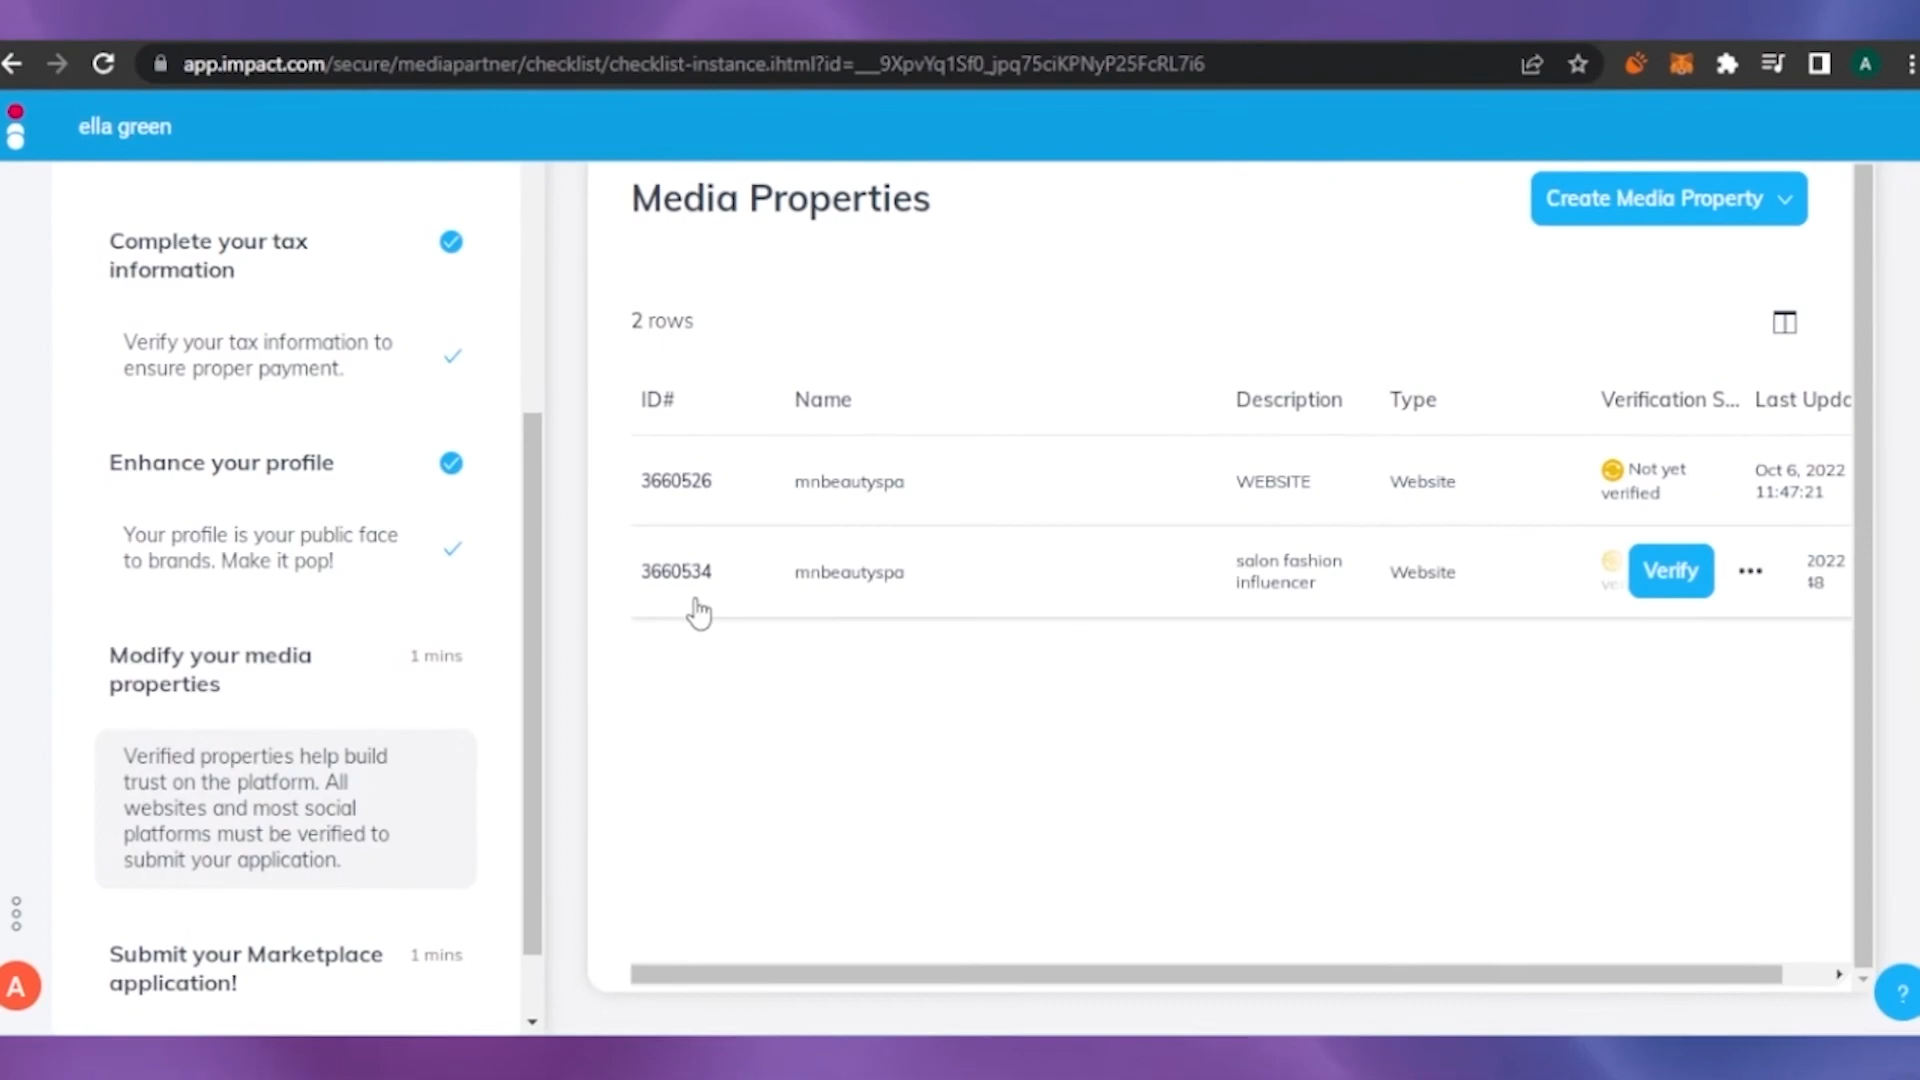 app.impact.com/secure/mediapartner/checklist/checklist-instance.ihtml?id=___9XpvYq1Sf0_jpq75ciKPNyP25FcRL7i6
A
ella green
Complete your tax
information
Verify your tax information to
ensure proper payment.
Enhance your profile
Your profile is your public face
to brands. Make it pop!
Modify your media
properties
1 mins
Verified properties help build
trust on the platform. All
websites and most social
platforms must be verified to
submit your application.
Submit your Marketplace
application!
1 mins
A
Media Properties
Create Media Property
2 rows
ID# Name Description Type Verification S... Last Updc
3660526 mnbeautyspa WEBSITE Website Not yet
verified
Oct 6, 2022
11:47:21
3660534 mnbeautyspa salon fashion
influencer
Website
Verify
...
2022
?